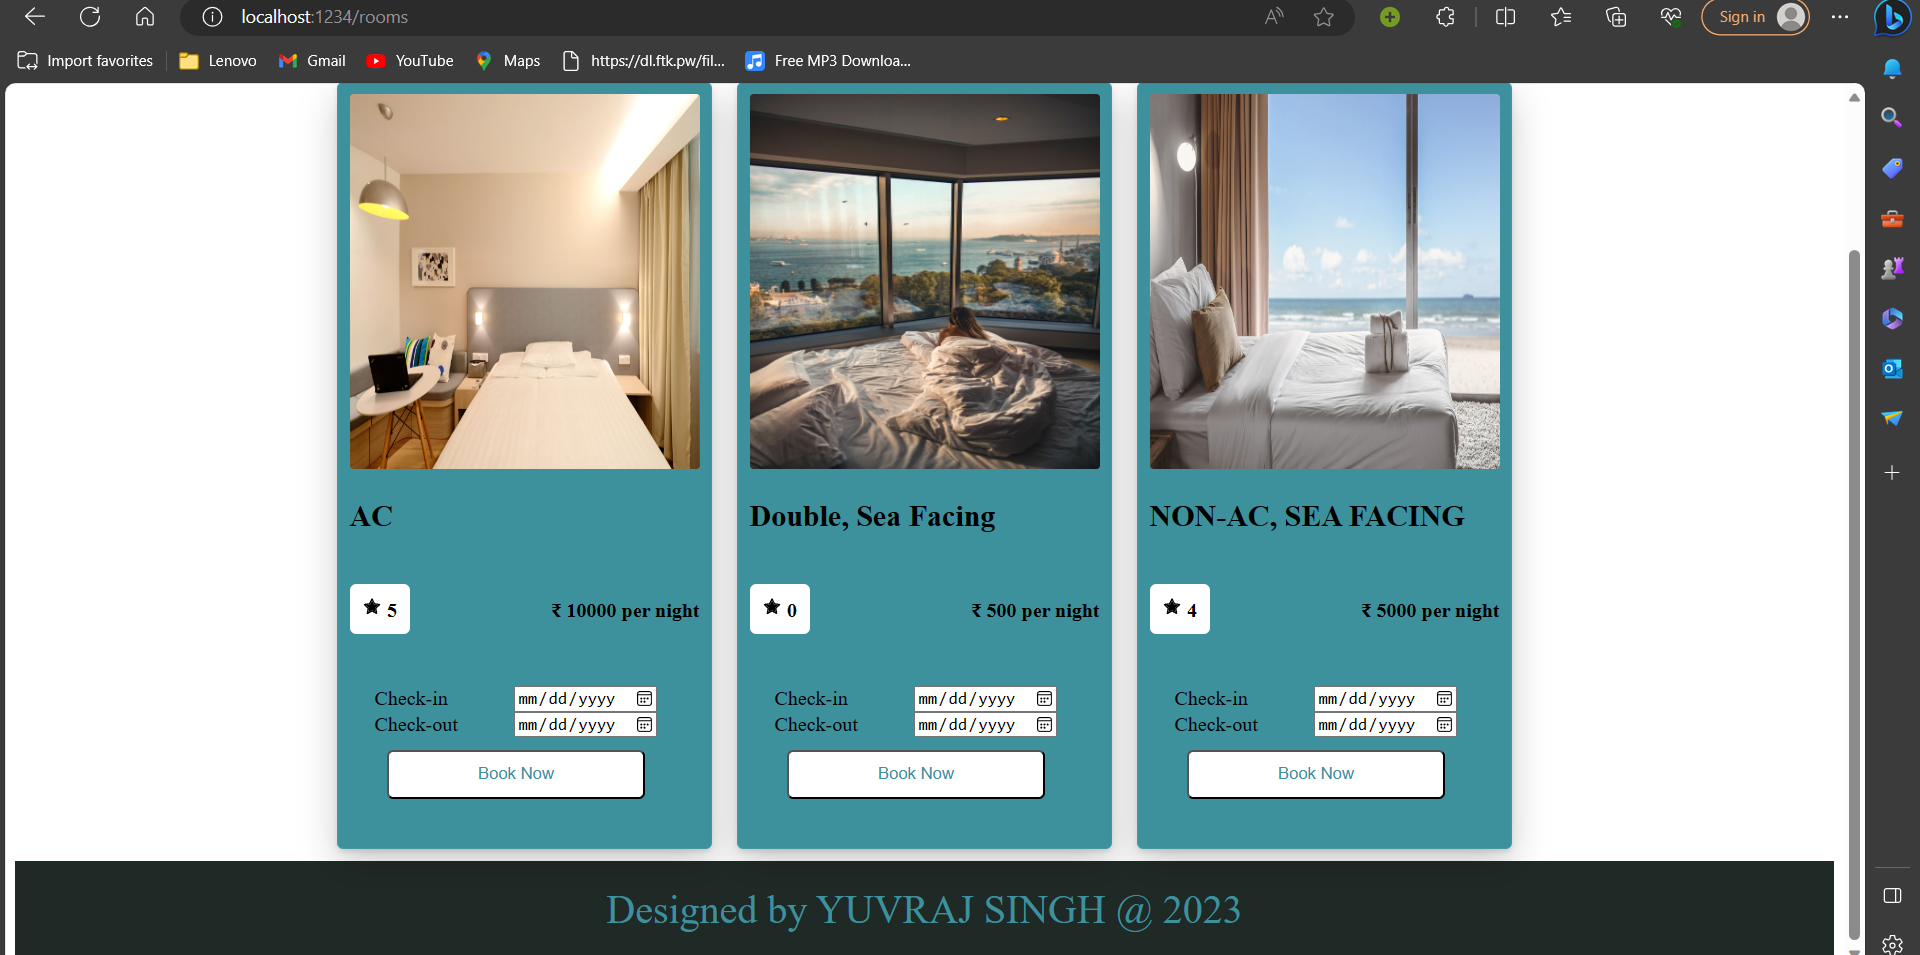 localhost:1234/rooms
Sign in
Import favorites
Lenovo
Gmail
YouTube
Maps
https://dl.ftk.pw/fil...
Free MP3 Downloa...
AC
Double, Sea Facing
NON-AC, SEA FACING
5
₹ 10000 per night
0
₹ 500 per night
4
₹ 5000 per night
Check-in
mm/dd/yyyy
Check-in
mm/dd/yyyy
Check-in
mm/dd/yyyy
Check-out
mm/dd/yyyy
Check-out
mm/dd/yyyy
Check-out
mm/dd/yyyy
Book Now
Book Now
Book Now
Designed by YUVRAJ SINGH @ 2023